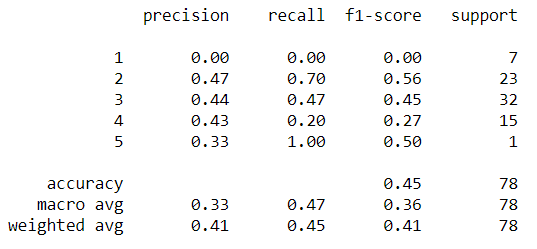 precision recall f1-score support
1 0.00 0.00 0.00 7
2 0.47 0.70 0.56 23
3 0.44 0.47 0.45 32
4 0.43 0.20 0.27 15
5 0.33 1.00 0.50 1
accuracy 0.45 78
macro avg 0.33 0.47 0.36 78
weighted avg 0.41 0.45 0.41 78